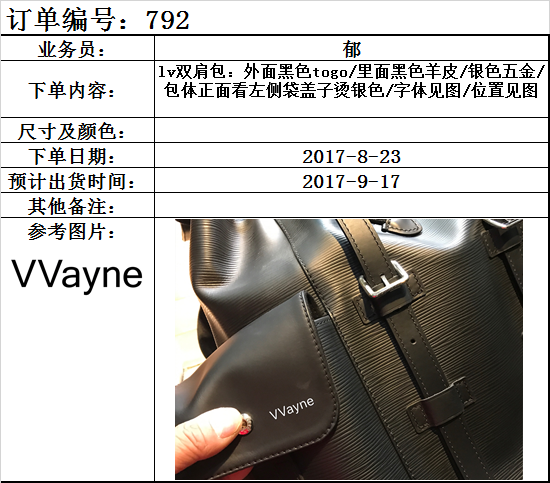 订单编号：792
业务员：
郁
下单内容：
lv双肩包：外面黑色togo/里面黑色羊皮/银色五金/
包体正面看左侧袋盖子烫银色/字体见图/位置见图
尺寸及颜色：
下单日期：
2017-8-23
预计出货时间：
2017-9-17
其他备注：
参考图片：
VVayne
VVayne